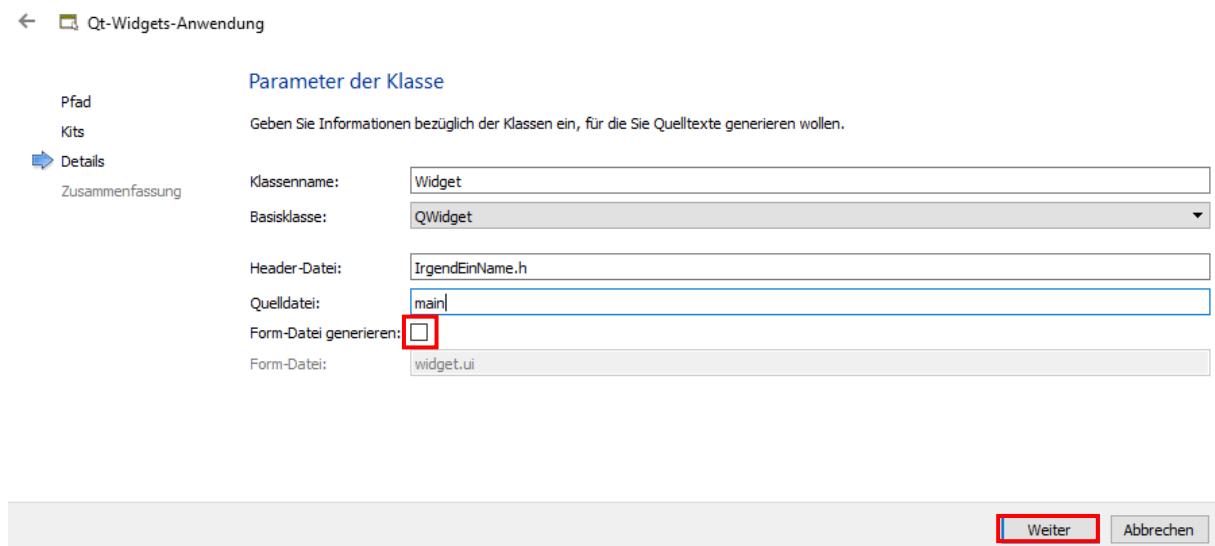 Qt-Widgets-Anwendung
Parameter der Klasse
Pfad
Geben Sie Informationen bezüglich der Klassen ein, für die Sie Quelltexte generieren wollen.
Kits
Details
Klassenname: Widget
Zusammenfassung
Basisklasse: QWidget
Header-Datei: IrgendEinName.h
Quelldatei: main
Form-Datei generieren:
Form-Datei: widget.ui
Weiter Abbrechen